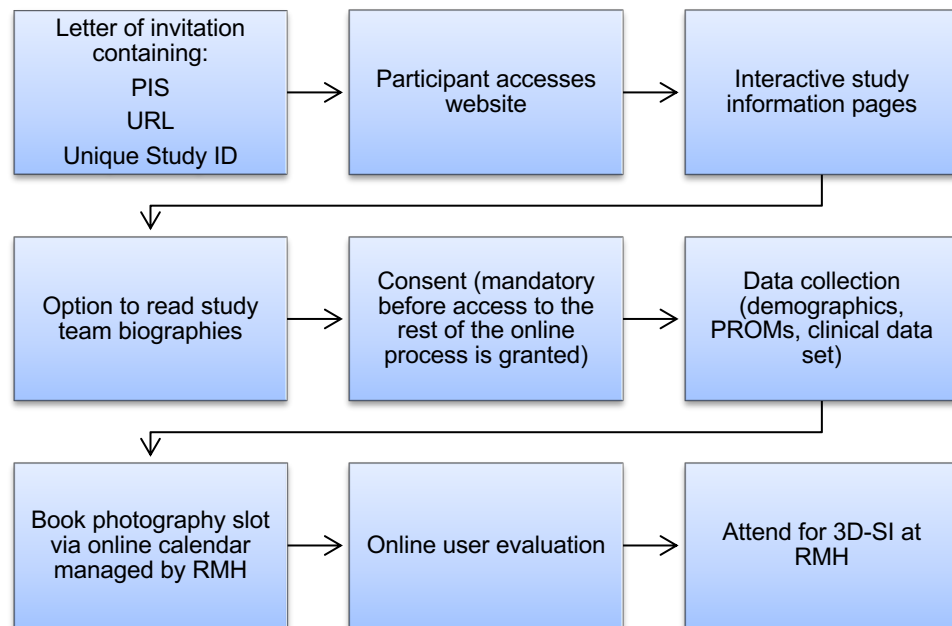 Letter of invitation
containing:
PIS
URL
Unique Study ID
Participant accesses
website
Interactive study
information pages
Option to read study
team biographies
Consent (mandatory
before access to the
rest of the online
process is granted)
Data collection
(demographics,
PROMs, clinical data
set)
Book photography slot
via online calendar
managed by RMH
Online user evaluation
Attend for 3D-SI at
RMH